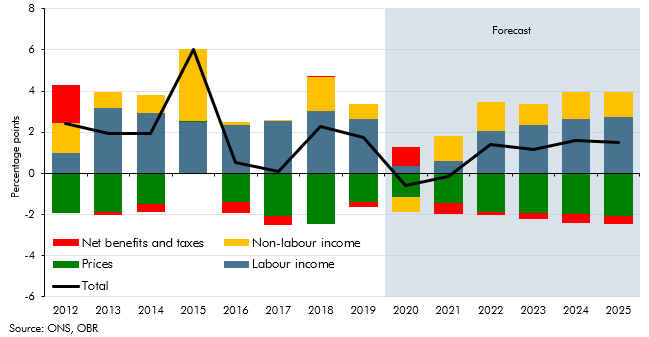 8
6
4
2
0
-2
-4
-6
Percentage points
Forecast
Net benefits and taxes Non-labour income
Prices Labour income
Total
2012 2013 2014 2015 2016 2017 2018 2019 2020 2021 2022 2023 2024 2025
Source: ONS, OBR